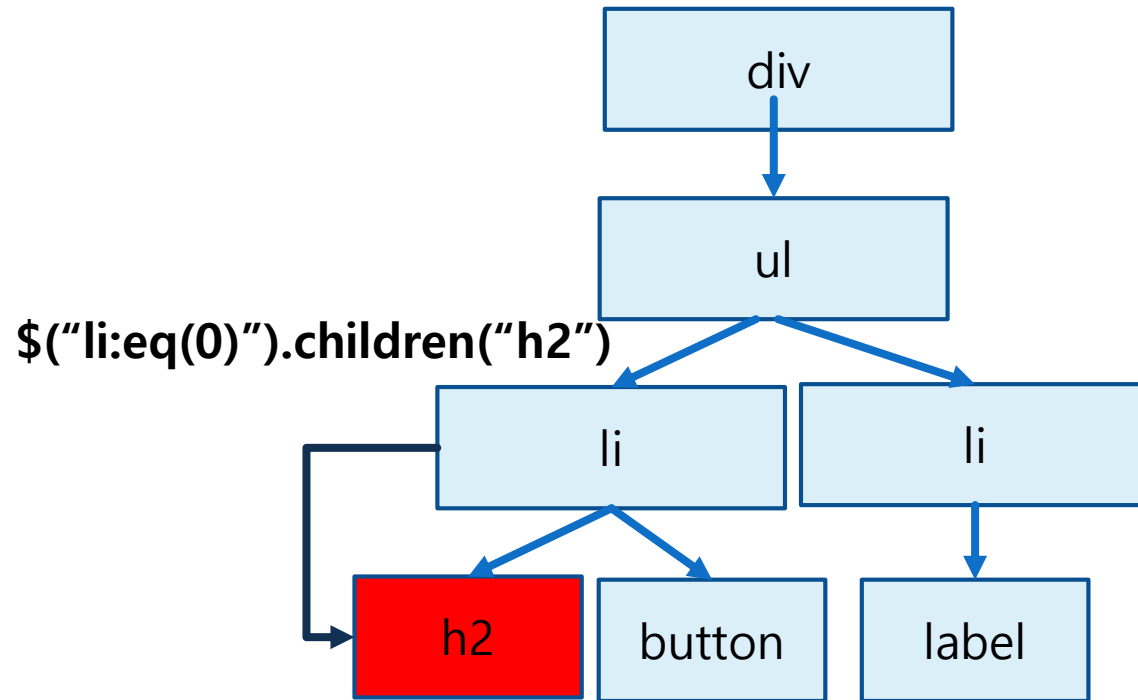 div
ul
$(“li:eq(0)”).children(“h2”)
li
li
h2
button
label